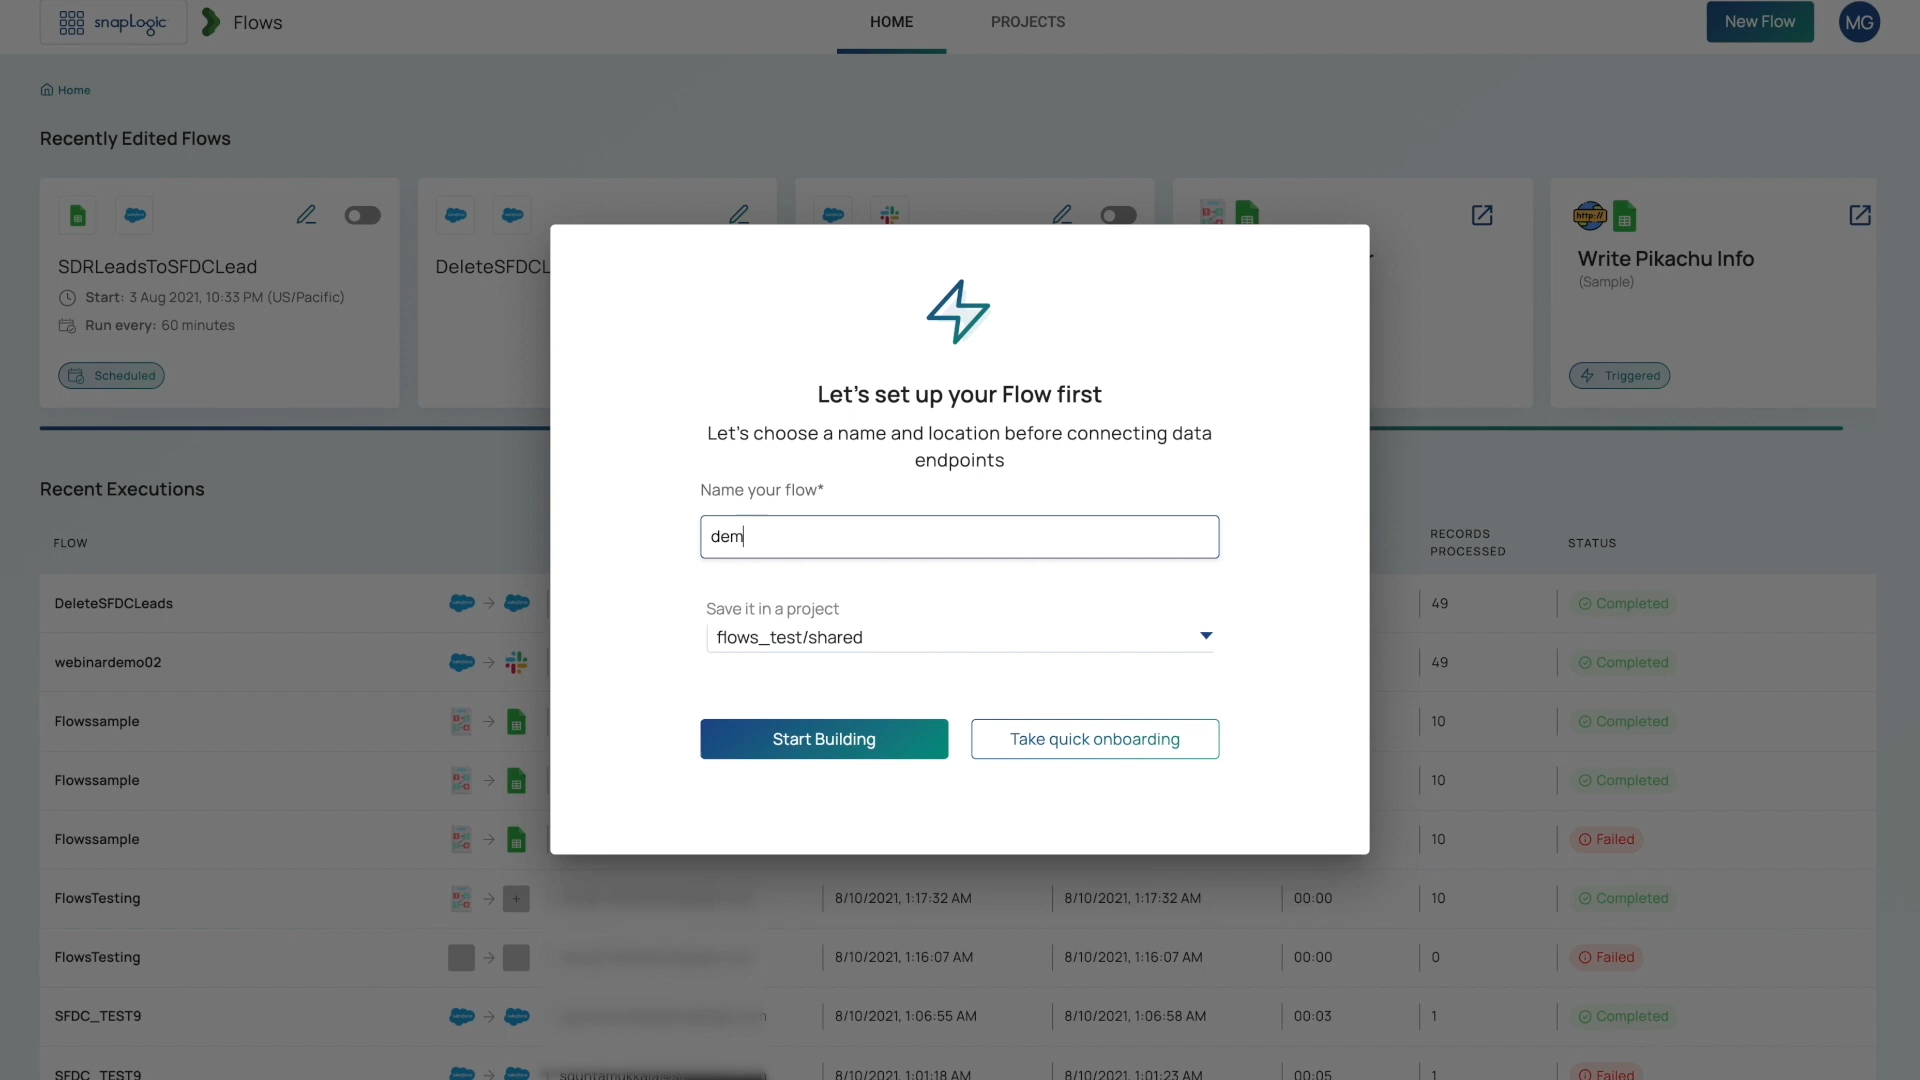 snapLogic
Flows
HOME
PROJECTS
New Flow
MG
Home
Recently Edited Flows
SDRLeadsToSFDCLead
Start: 3 Aug 2021, 10:33 PM (US/Pacific)
Run every: 60 minutes
Scheduled
DeleteSFDCL
http://
Write Pikachu Info
(Sample)
Triggered
Let's set up your Flow first
Let's choose a name and location before connecting data
endpoints
Name your flow*
dem
Save it in a project
flows_test/shared
Start Building
Take quick onboarding
Recent Executions
FLOW
RECORDS
PROCESSED
STATUS
DeleteSFDCLeads
49
Completed
webinardemo02
49
Completed
Flowssample
10
Completed
Flowssample
10
Completed
Flowssample
10
Failed
FlowsTesting
8/10/2021, 1:17:32 AM
8/10/2021, 1:17:32 AM
00:00
10
Completed
FlowsTesting
8/10/2021, 1:16:07 AM
8/10/2021, 1:16:07 AM
00:00
0
Failed
SFDC_TEST9
8/10/2021, 1:06:55 AM
8/10/2021, 1:06:58 AM
00:03
1
Completed
SFDC_TEST9
8/10/2021, 1:01:18 AM
8/10/2021, 1:01:23 AM
00:05
1
Failed